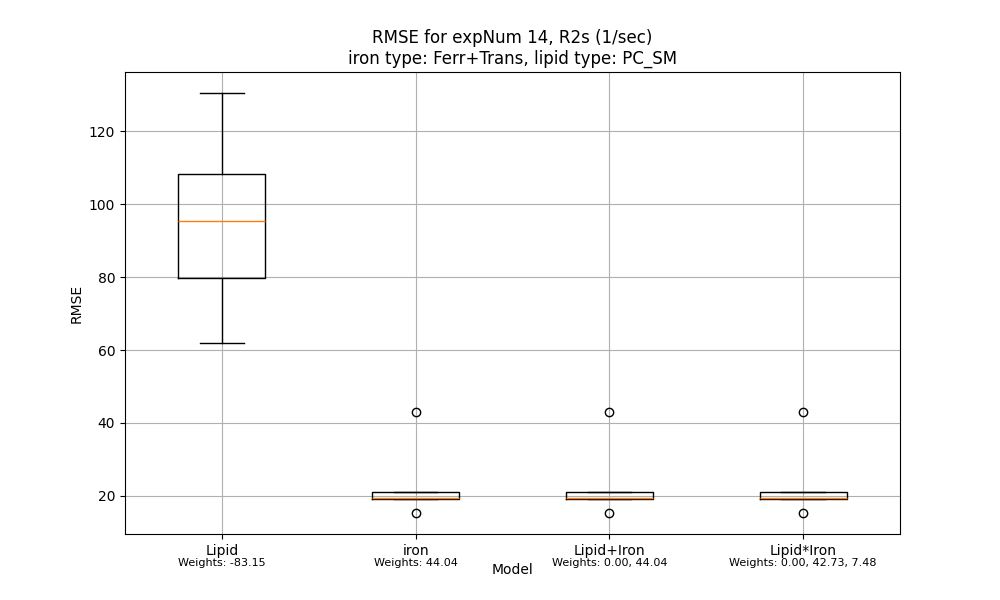 RMSE for expNum 14, R2s (1/sec)
iron type: Ferr+Trans, lipid type: PC_SM
RMSE
120
100
80
60
40
20
Lipid
iron
Lipid+Iron
Lipid*Iron
Weights: -83.15
Weights: 44.04
Weights: 0.00, 44.04
Weights: 0.00, 42.73, 7.48
Model